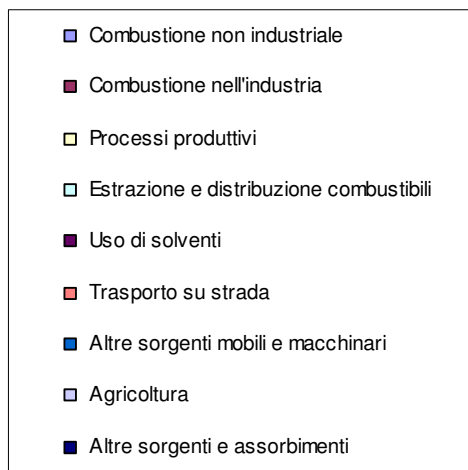 Combustione non industriale
Combustione nell'industria
Processi produttivi
Estrazione e distribuzione combustibili
Uso di solventi
Trasporto su strada
Altre sorgenti mobili e macchinari
Agricoltura
Altre sorgenti e assorbimenti